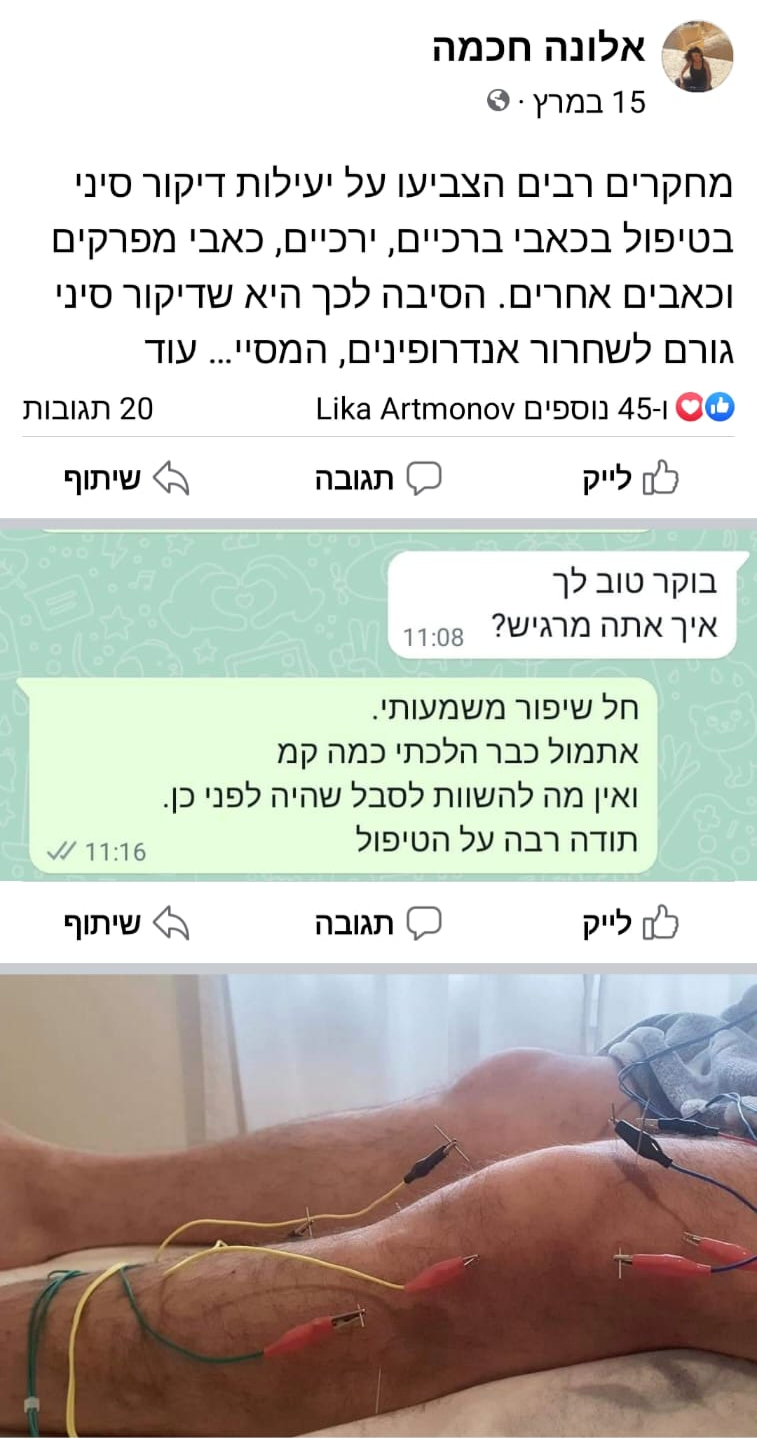 אלונה חכמה
15 במרץ ·
מחקרים רבים הצביעו על יעילות דיקור סיני
בטיפול בכאבי ברכיים, ירכיים, כאבי מפרקים
וכאבים אחרים. הסיבה לכך היא שדיקור סיני
גורם לשחרור אנדרופינים, המסיי... עוד
Lika Artmonov ו-45 נוספים
20 תגובות
לייק
תגובה
שיתוף
בוקר טוב לך
איך אתה מרגיש?
11:08
חל שיפור משמעותי.
אתמול כבר הלכתי כמה קמ
ואין מה להשוות לסבל שהיה לפני כן.
תודה רבה על הטיפול
11:16
לייק
תגובה
שיתוף